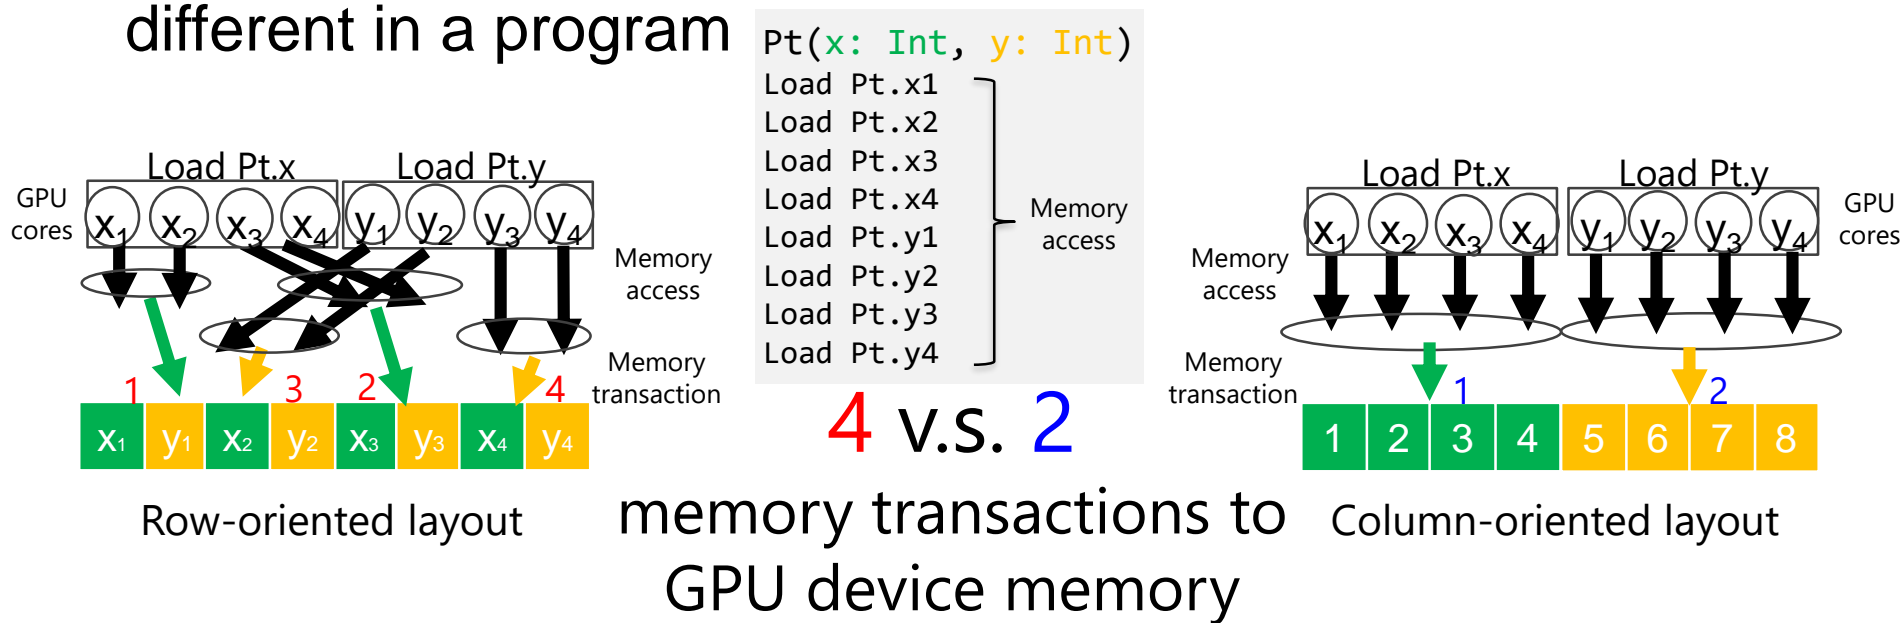 different in a program
Pt(x: Int, y: Int)
Load Pt.x1
Load Pt.x2
Load Pt.x3
Load Pt.x4
Load Pt.y1
Load Pt.y2
Load Pt.y3
Load Pt.y4
Memory
access
Load Pt.x Load Pt.y
GPU
cores
x1 x2 x3 x4 y1 y2 y3 y4
Memory
access
Memory
transaction
1 3 2 4
x1 y1 x2 y2 x3 y3 x4 y4
Row-oriented layout
4 v.s. 2
memory transactions to
GPU device memory
Load Pt.x Load Pt.y
x1 x2 x3 x4 y1 y2 y3 y4
GPU
cores
Memory
access
Memory
transaction
1 2
1 2 3 4 5 6 7 8
Column-oriented layout